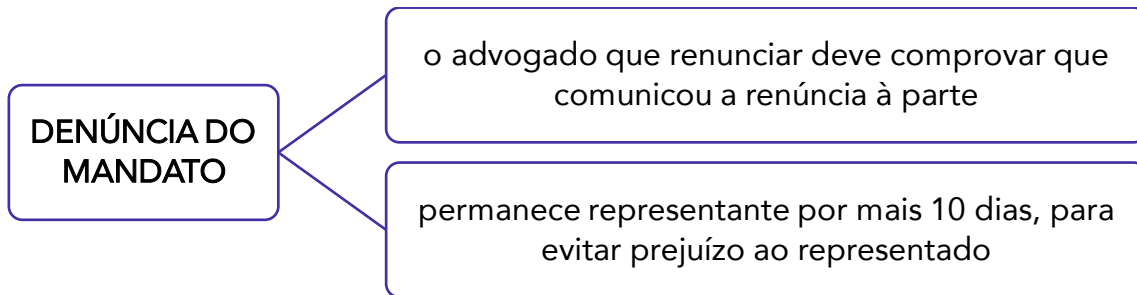 DENÚNCIA DO
MANDATO
o advogado que renunciar deve comprovar que
comunicou a renúncia à parte
permanece representante por mais 10 dias, para
evitar prejuízo ao representado